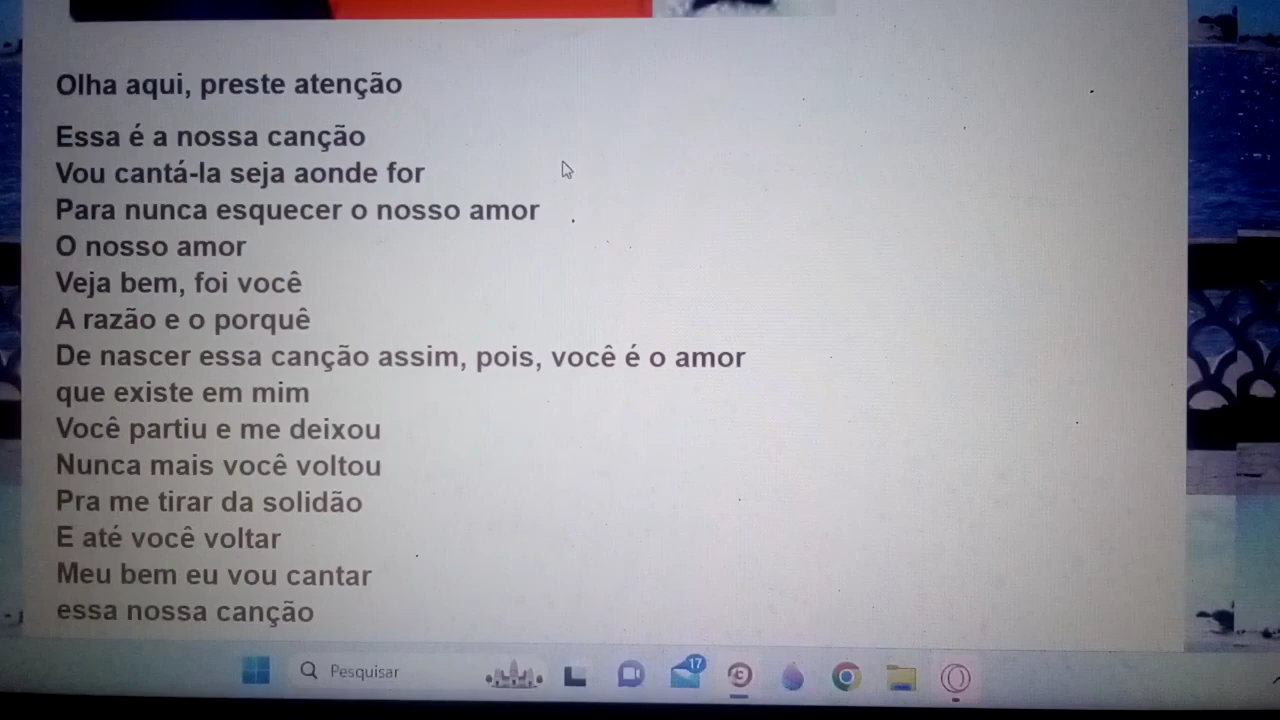 Olha aqui, preste atenção
Essa é a nossa canção
Vou cantá-la seja aonde for
Para nunca esquecer o nosso amor
O nosso amor
Veja bem, foi você
A razão e o porquê
De nascer essa canção assim, pois, você é o amor
que existe em mim
Você partiu e me deixou
Nunca mais você voltou
Pra me tirar da solidão
E até você voltar
Meu bem eu vou cantar
essa nossa canção
Pesquisar
17